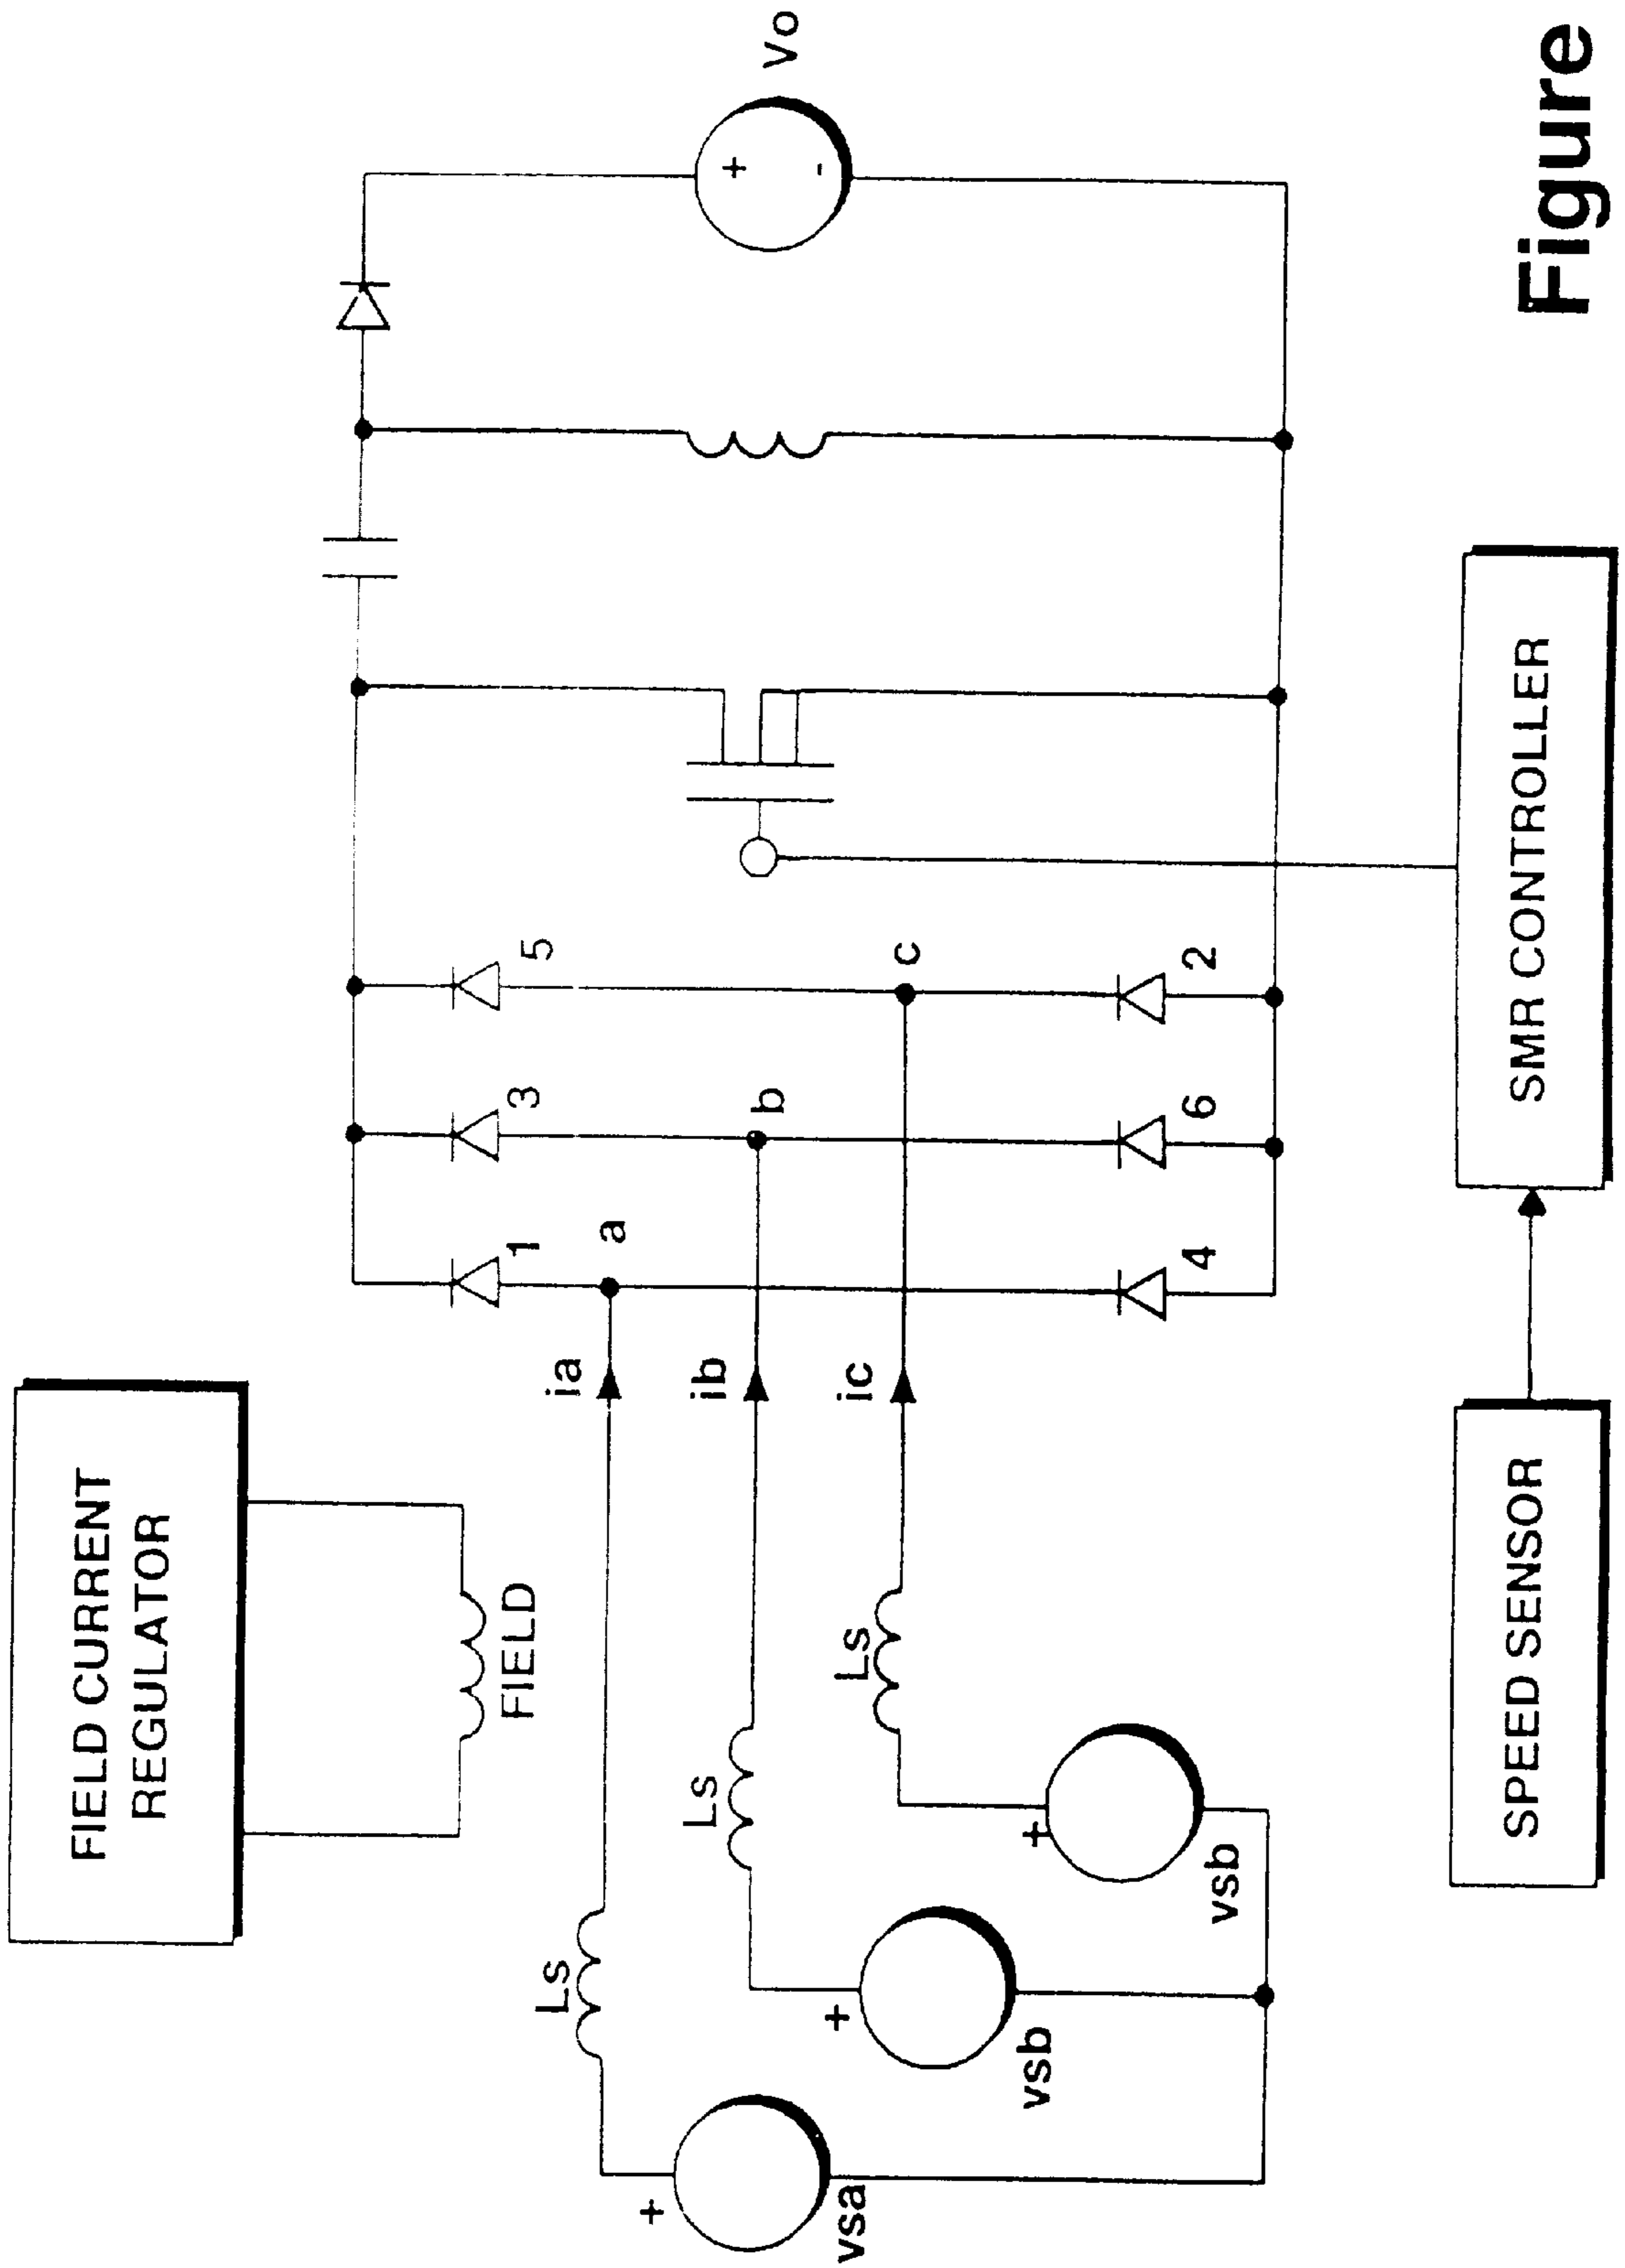 FIELD CURRENT
REGULATOR
FIELD
Ls
ia
a
1
3
5
+
vsa
Ls
ib
b
+
vsb
Ls
ic
c
+
vsb
4
6
2
+
-
Vo
SPEED SENSOR
SMR CONTROLLER
Figure